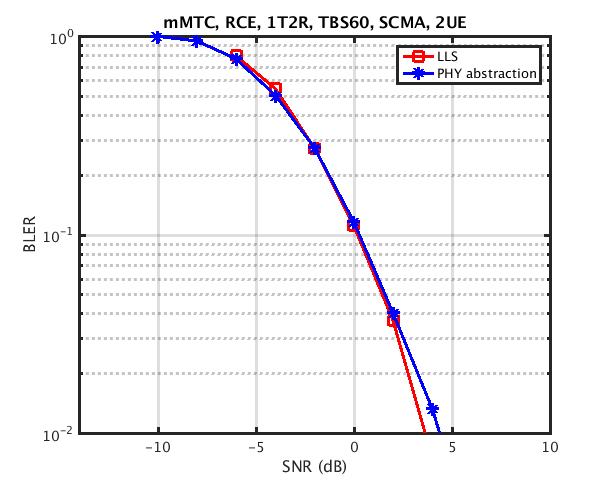 mMTC, RCE, 1T2R, TBS60, SCMA, 2UE
LLS
PHY abstraction
10^0
10^-1
10^-2
BLER
-10 -5 0 5 10
SNR (dB)